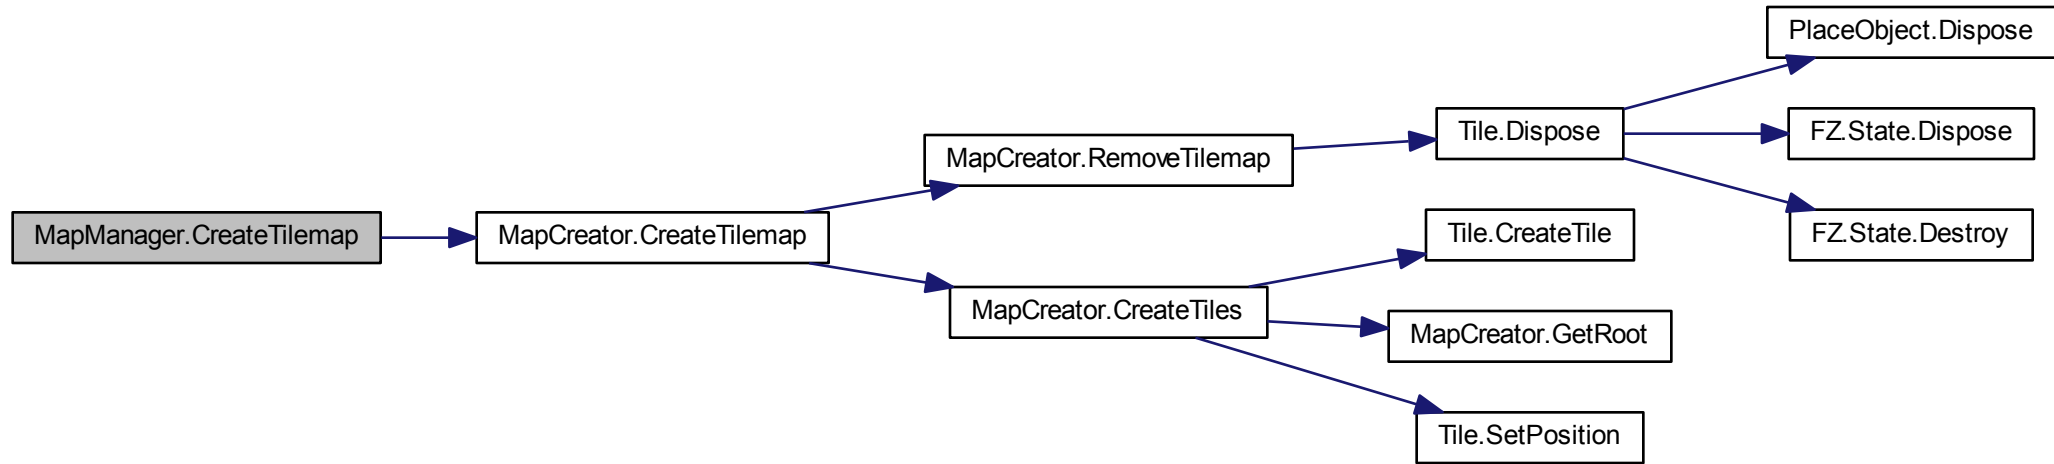 PlaceObject.Dispose
Tile.Dispose
FZ.State.Dispose
MapCreator.RemoveTilemap
MapManager.CreateTilemap
MapCreator.CreateTilemap
Tile.CreateTile
FZ.State.Destroy
MapCreator.CreateTiles
MapCreator.GetRoot
Tile.SetPosition